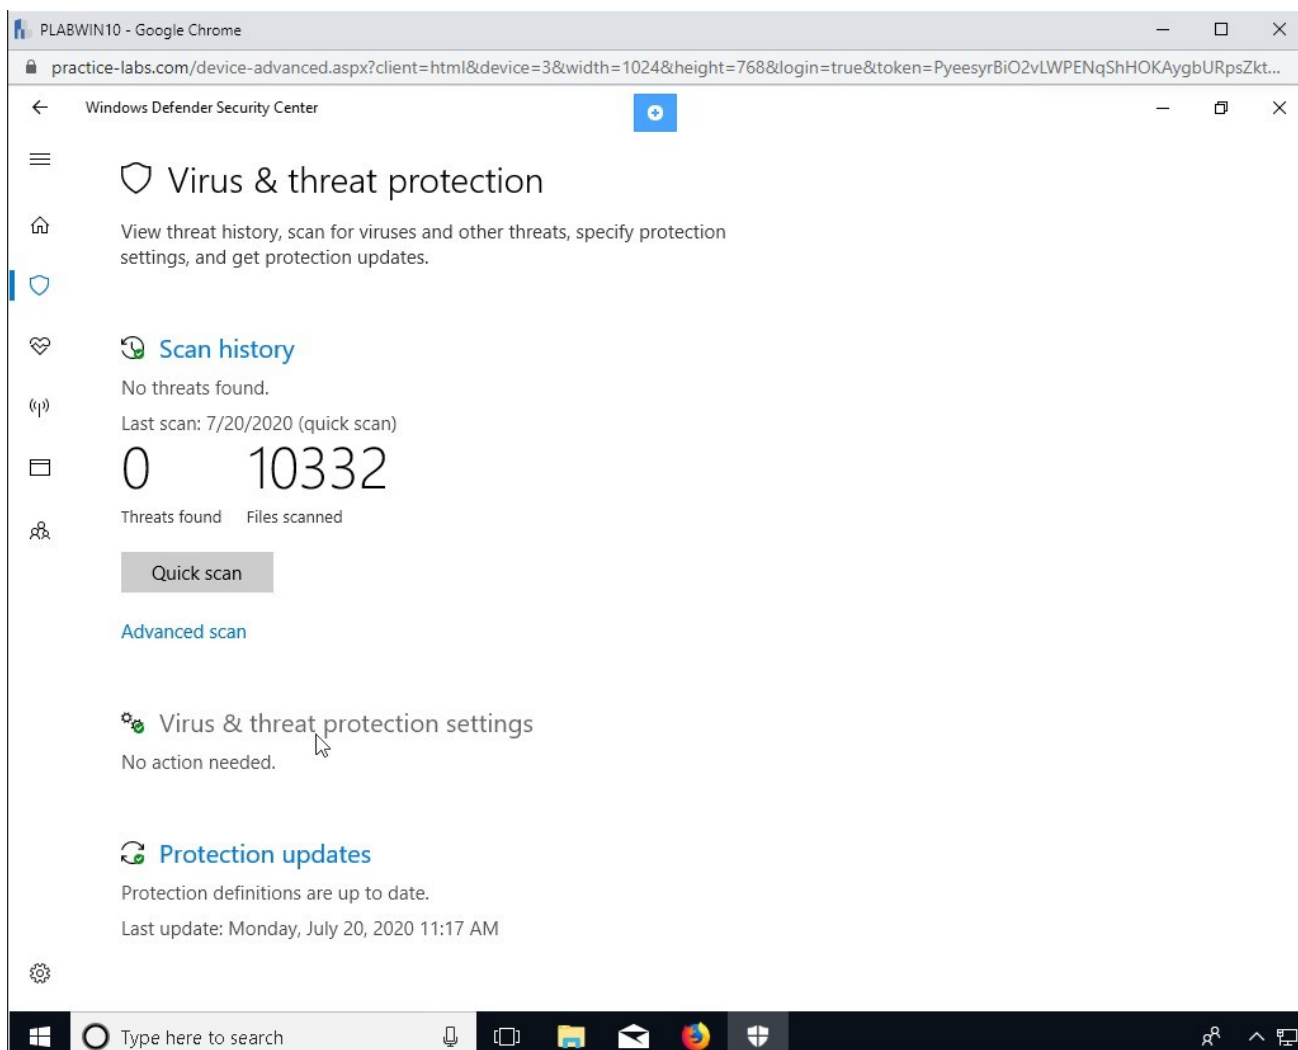 PLABWIN10 - Google Chrome
practice-labs.com/device-advanced.aspx?client=html&device=3&width=1024&height=768&login=true&token=PyeesyrBiO2vLWPENqShHOKAygbURpsZkt...
Windows Defender Security Center
Virus & threat protection
View threat history, scan for viruses and other threats, specify protection
settings, and get protection updates.
Scan history
No threats found.
Last scan: 7/20/2020 (quick scan)
0 10332
Threats found Files scanned
Quick scan
Advanced scan
Virus & threat protection settings
No action needed.
Protection updates
Protection definitions are up to date.
Last update: Monday, July 20, 2020 11:17 AM
Type here to search